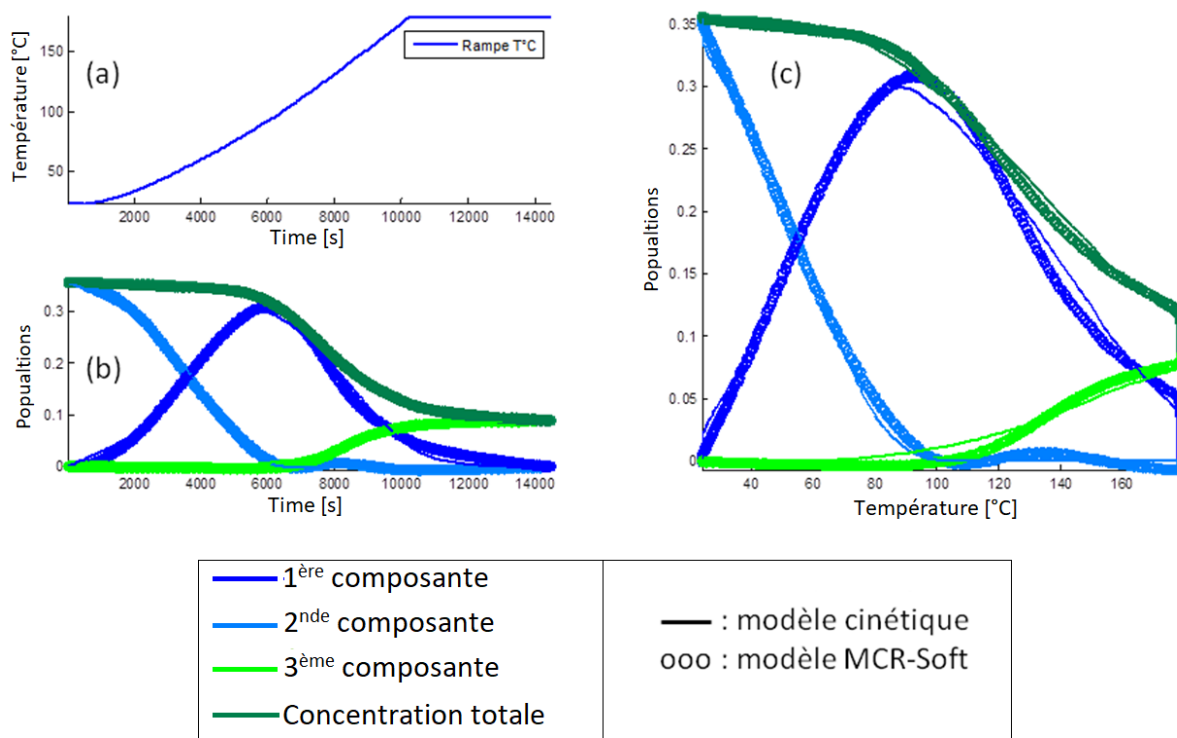 (a)
Température [°C]
150
100
50
Rampe T°C
2000 4000 6000 8000 10000 12000 14000
Time [s]
(b)
Popualtions
0.3
0.2
0.1
0
2000 4000 6000 8000 10000 12000 14000
Time [s]
(c)
Popualtions
0.35
0.3
0.25
0.2
0.15
0.1
0.05
0
40 60 80 100 120 140 160
Température [°C]
1ère composante
2nde composante
3ème composante
Concentration totale
: modèle cinétique
ooo : modèle MCR-Soft